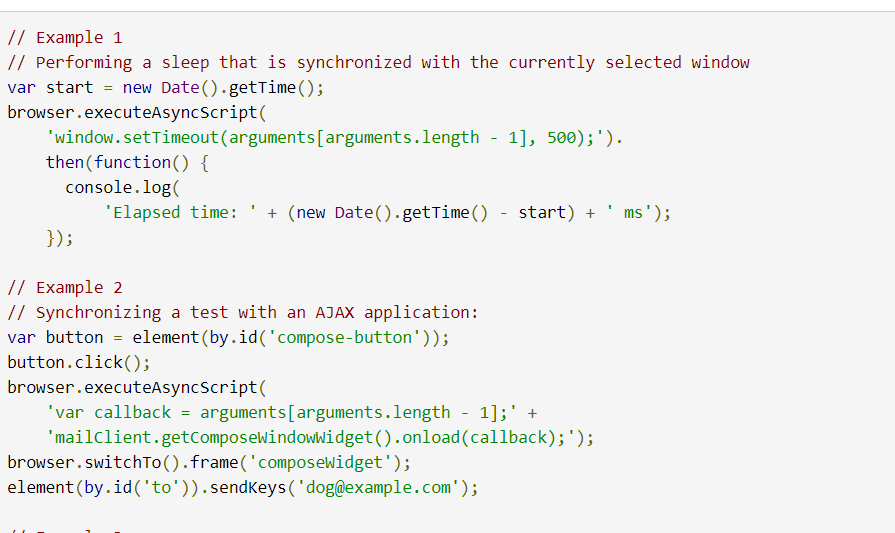 // Example 1
// Performing a sleep that is synchronized with the currently selected window
var start = new Date().getTime();
browser.executeAsyncScript(
    'window.setTimeout(arguments[arguments.length - 1], 500);').
    then(function() {
      console.log(
          'Elapsed time: ' + (new Date().getTime() - start) + ' ms');
    });

// Example 2
// Synchronizing a test with an AJAX application:
var button = element(by.id('compose-button'));
button.click();
browser.executeAsyncScript(
    'var callback = arguments[arguments.length - 1];' +
    'mailClient.getComposeWindowWidget().onload(callback);');
browser.switchTo().frame('composeWidget');
element(by.id('to')).sendKeys('dog@example.com');